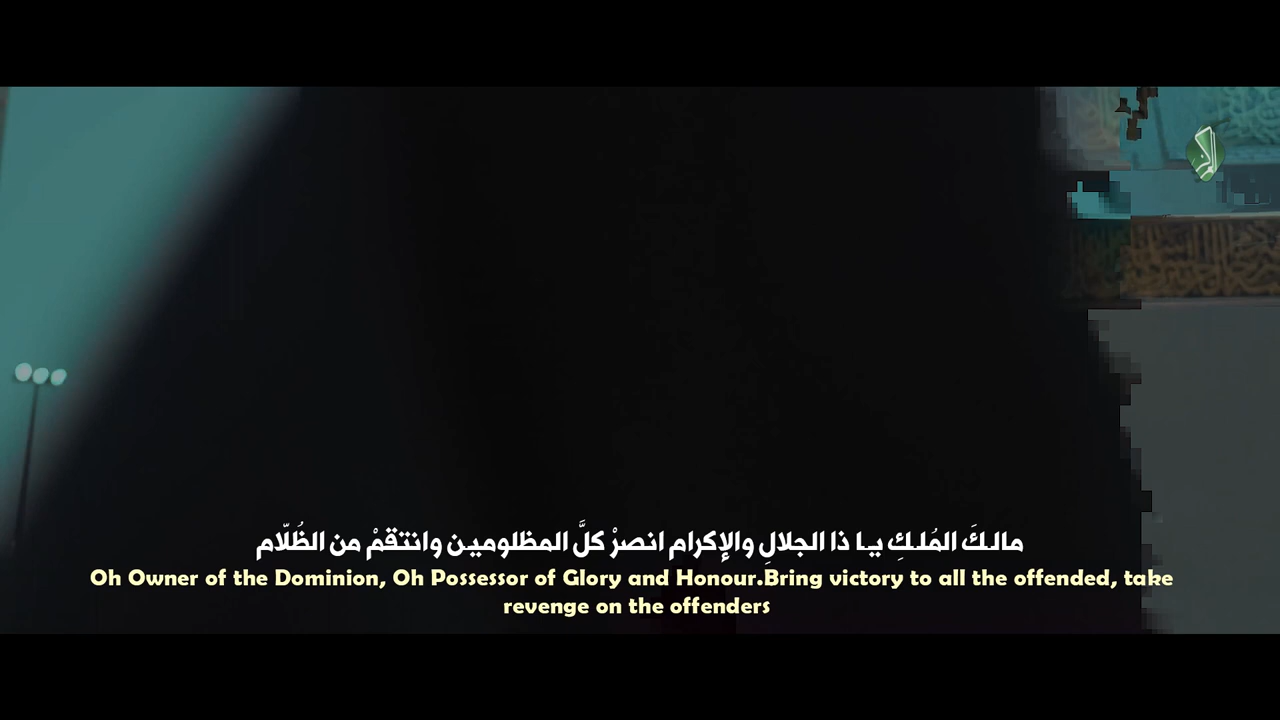 مالكَ المُلكِ يا ذا الجلالِ والإكرام انصرْ كلَّ المظلومين وانتقمْ من الظُلّام
Oh Owner of the Dominion, Oh Possessor of Glory and Honour.Bring victory to all the offended, take
revenge on the offenders